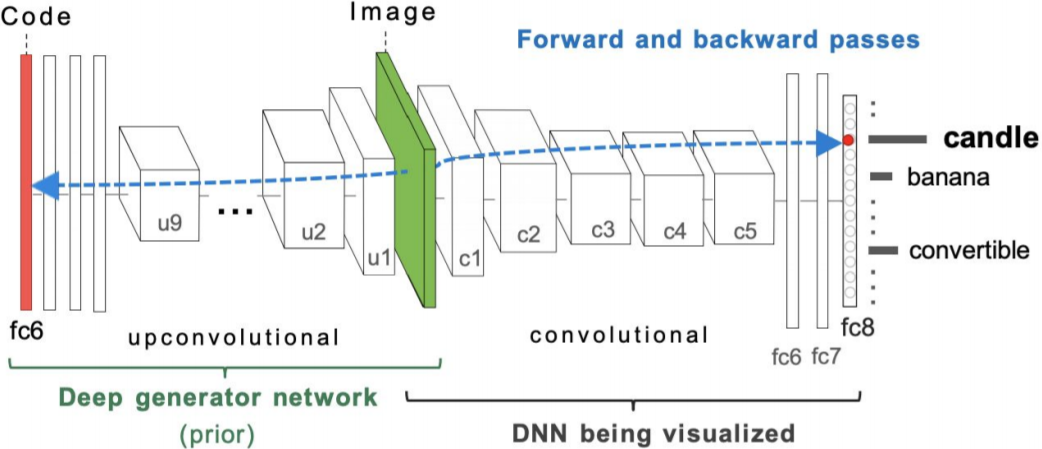 Code
Image
Forward and backward passes
candle
banana
convertible
u9
...
u2
u1
c1
c2
c3
c4
c5
fc6
upconvolutional
convolutional
fc6 fc7
fc8
Deep generator network
(prior)
DNN being visualized